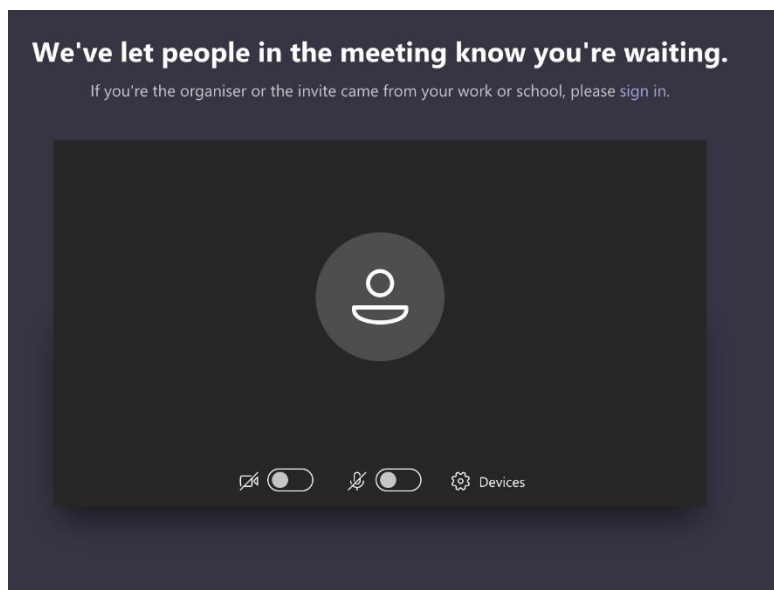 We've let people in the meeting know you're waiting.
If you're the organiser or the invite came from your work or school, please sign in.
Devices